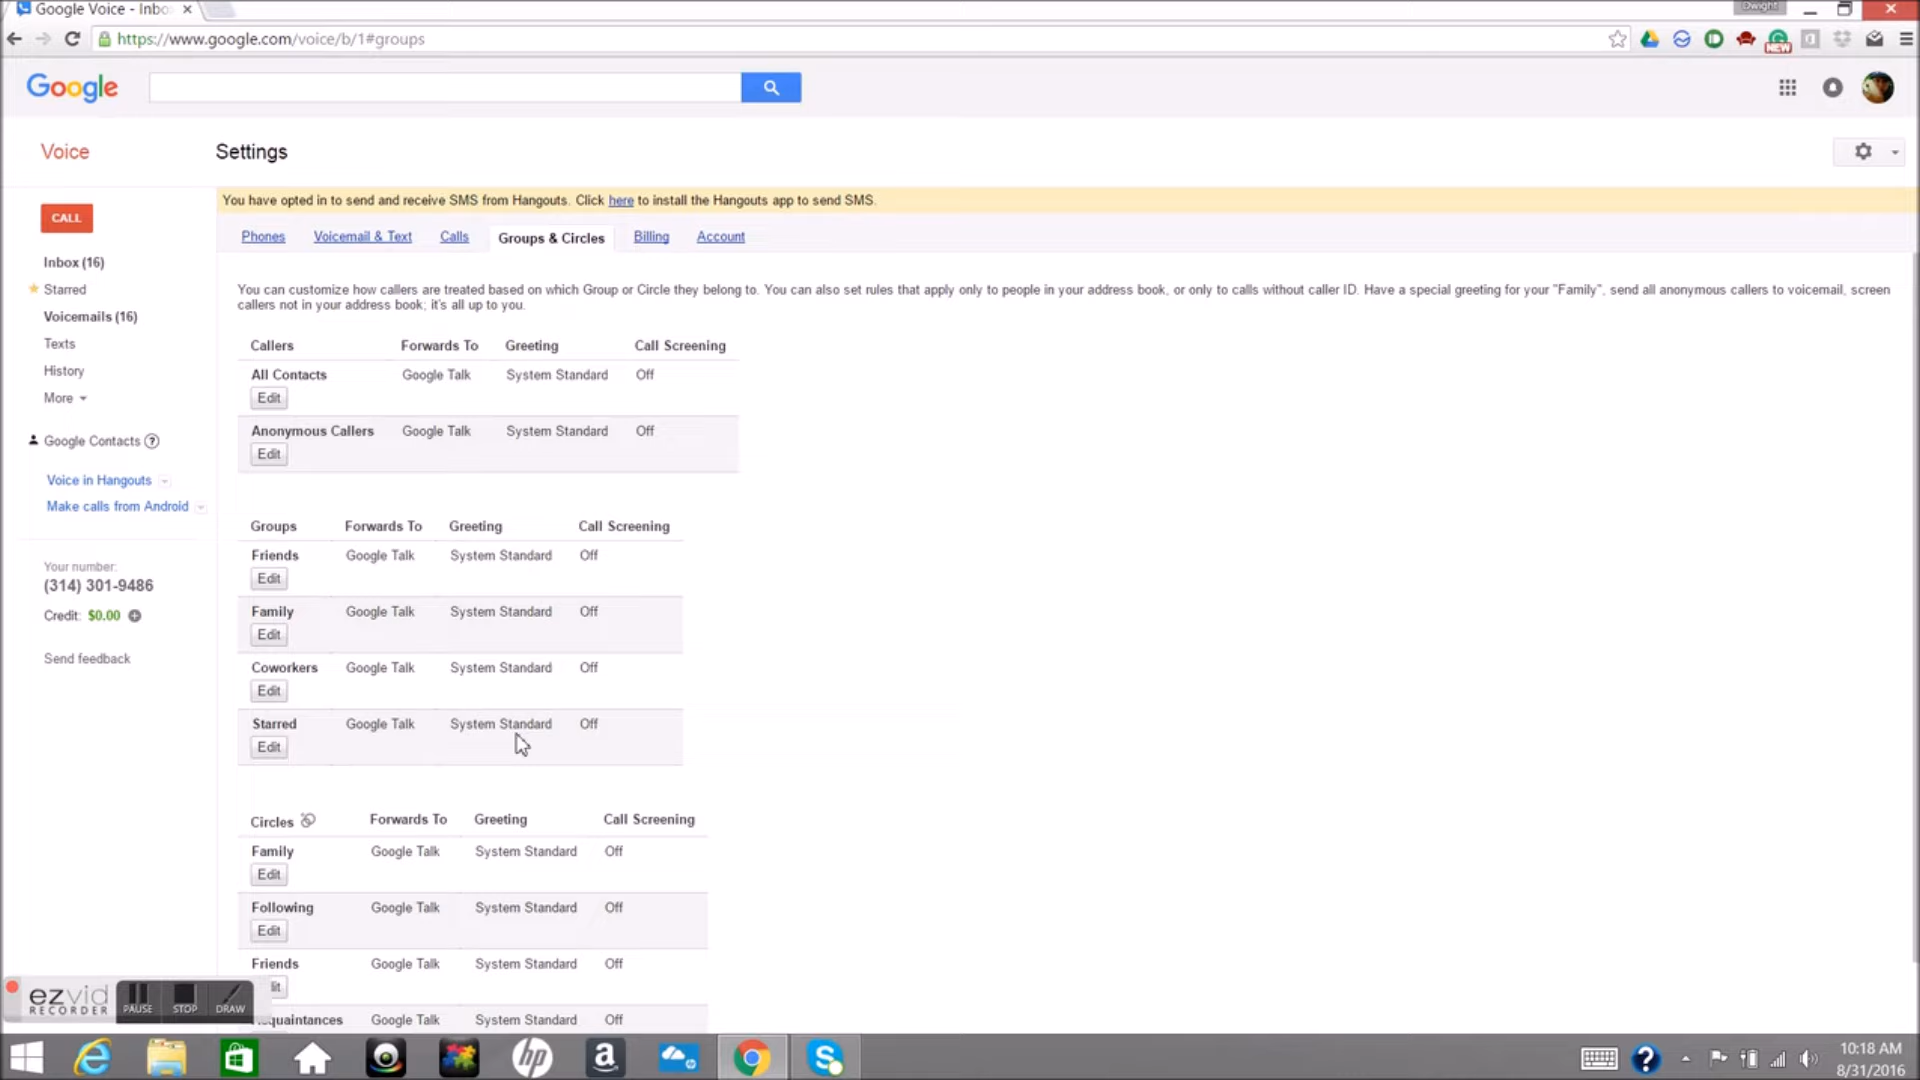 Google Voice - Inbo
Dwight
https://www.google.com/voice/b/1#groups
NEW
Google
Voice
Settings
You have opted in to send and receive SMS from Hangouts. Click here to install the Hangouts app to send SMS.
CALL
Phones Voicemail & Text Calls Groups & Circles Billing Account
Inbox (16)
Starred
Voicemails (16)
Texts
History
More
Google Contacts ?
Voice in Hangouts
Make calls from Android
Your number:
(314) 301-9486
Credit: $0.00
Send feedback
You can customize how callers are treated based on which Group or Circle they belong to. You can also set rules that apply only to people in your address book, or only to calls without caller ID. Have a special greeting for your "Family", send all anonymous callers to voicemail, screen
callers not in your address book; it's all up to you.
Callers Forwards To Greeting Call Screening
All Contacts Google Talk System Standard Off
Edit
Anonymous Callers Google Talk System Standard Off
Edit
Groups Forwards To Greeting Call Screening
Friends Google Talk System Standard Off
Edit
Family Google Talk System Standard Off
Edit
Coworkers Google Talk System Standard Off
Edit
Starred Google Talk System Standard Off
Edit
Circles Forwards To Greeting Call Screening
Family Google Talk System Standard Off
Edit
Following Google Talk System Standard Off
Edit
Friends Google Talk System Standard Off
dit
quaintances Google Talk System Standard Off
ezvid
RECORDER
PAUSE STOP DRAW
hp
a
10:18 AM
8/31/2016